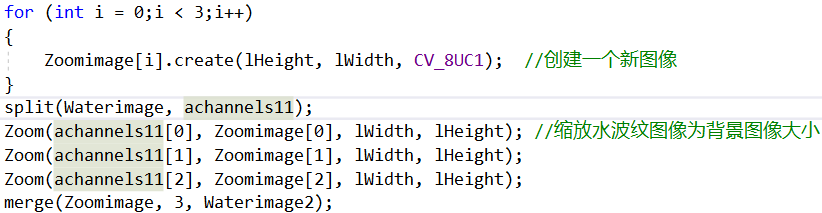 for (int i = 0;i < 3;i++)
{
Zoomimage[i].create(lHeight, lWidth, CV_8UC1); //创建一个新图像
}
split(Waterimage, achannels11);
Zoom(achannels11[0], Zoomimage[0], lWidth, lHeight); //缩放水波纹图像为背景图像大小
Zoom(achannels11[1], Zoomimage[1], lWidth, lHeight);
Zoom(achannels11[2], Zoomimage[2], lWidth, lHeight);
merge(Zoomimage, 3, Waterimage2);